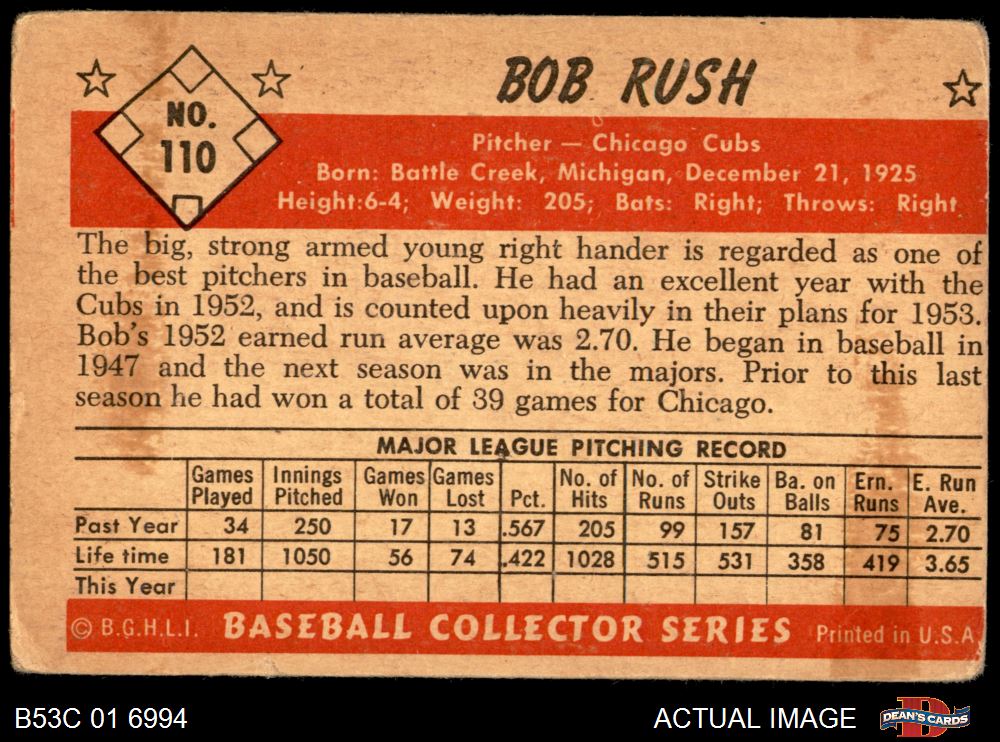 BOB RUSH
NO.
110
Pitcher — Chicago Cubs
Born: Battle Creek, Michigan, December 21, 1925
Height:6-4; Weight: 205; Bats: Right; Throws: Right
The big, strong armed young right hander is regarded as one of
the best pitchers in baseball. He had an excellent year with the
Cubs in 1952, and is counted upon heavily in their plans for 1953.
Bob's 1952 earned run average was 2.70. He began in baseball in
1947 and the next season was in the majors. Prior to this last
season he had won a total of 39 games for Chicago.
MAJOR LEAGUE PITCHING RECORD
Games Played Innings Pitched Games Won Games Lost Pct. No. of Hits No. of Runs Strike Outs Ba. on Balls Ern. Runs E. Run Ave.
Past Year 34 250 17 13 .567 205 99 157 81 75 2.70
Life time 181 1050 56 74 .422 1028 515 531 358 419 3.65
This Year
© B.G.H.L.I. BASEBALL COLLECTOR SERIES Printed in U.S.A.
B53C 01 6994 ACTUAL IMAGE DEAN'S CARDS